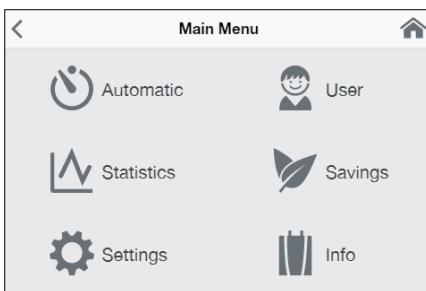 Main Menu
Automatic
User
Statistics
Savings
Settings
Info